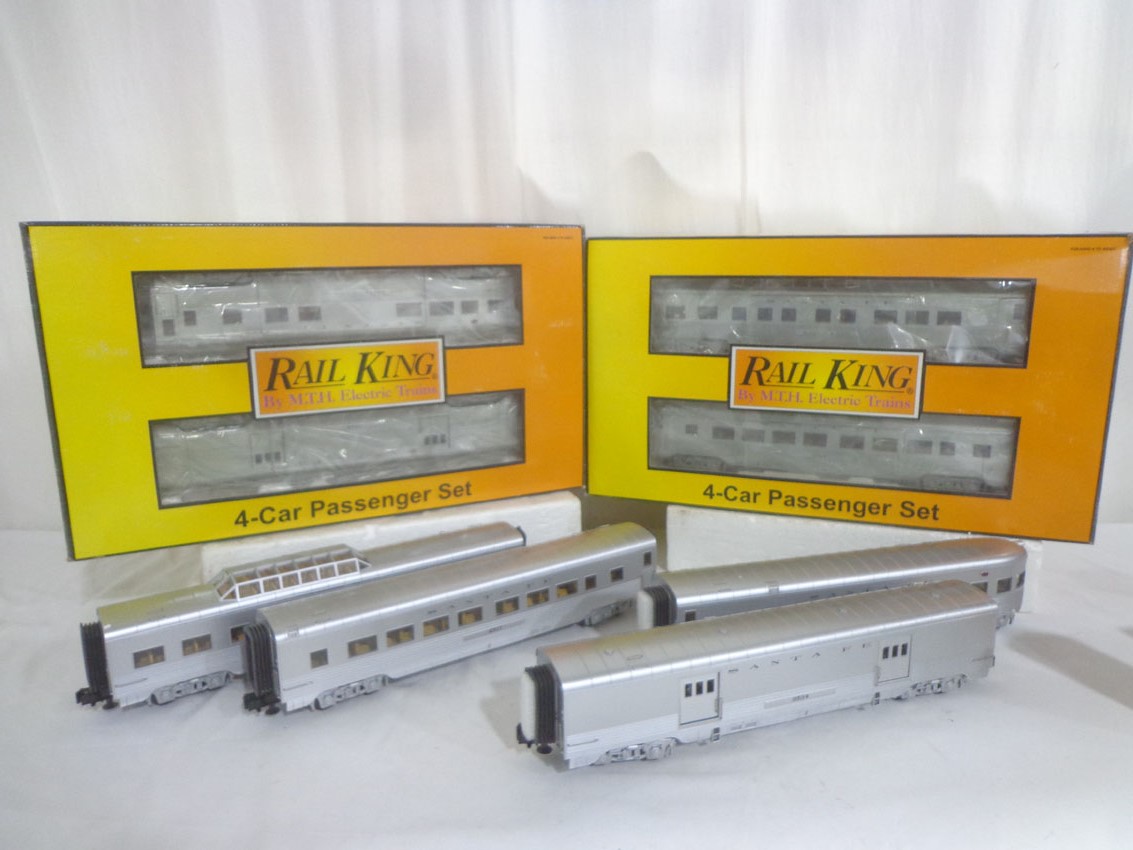 RAIL KING®
By M.T.H. Electric Trains
4-Car Passenger Set
RAIL KING®
By M.T.H. Electric Trains
4-Car Passenger Set
SANTA FE